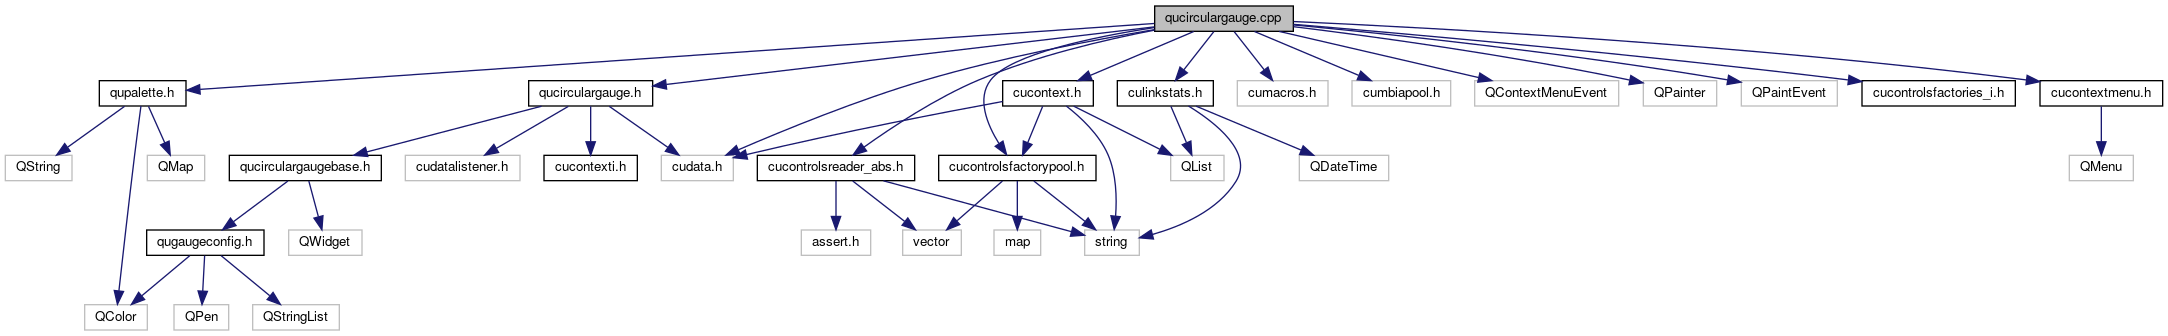 qucirculargauge.cpp
qupalette.h
qucirculargauge.h
cucontext.h
culinkstats.h
cumacros.h
cumbiapool.h
QContextMenuEvent
QPainter
QPaintEvent
cucontrolsfactories_i.h
cucontextmenu.h
QString
QMap
qucirculargaugebase.h
cudatalistener.h
cucontexti.h
cudata.h
cucontrolsreader_abs.h
cucontrolsfactorypool.h
QList
QDateTime
QMenu
qugaugeconfig.h
QWidget
assert.h
vector
map
string
QColor
QPen
QStringList